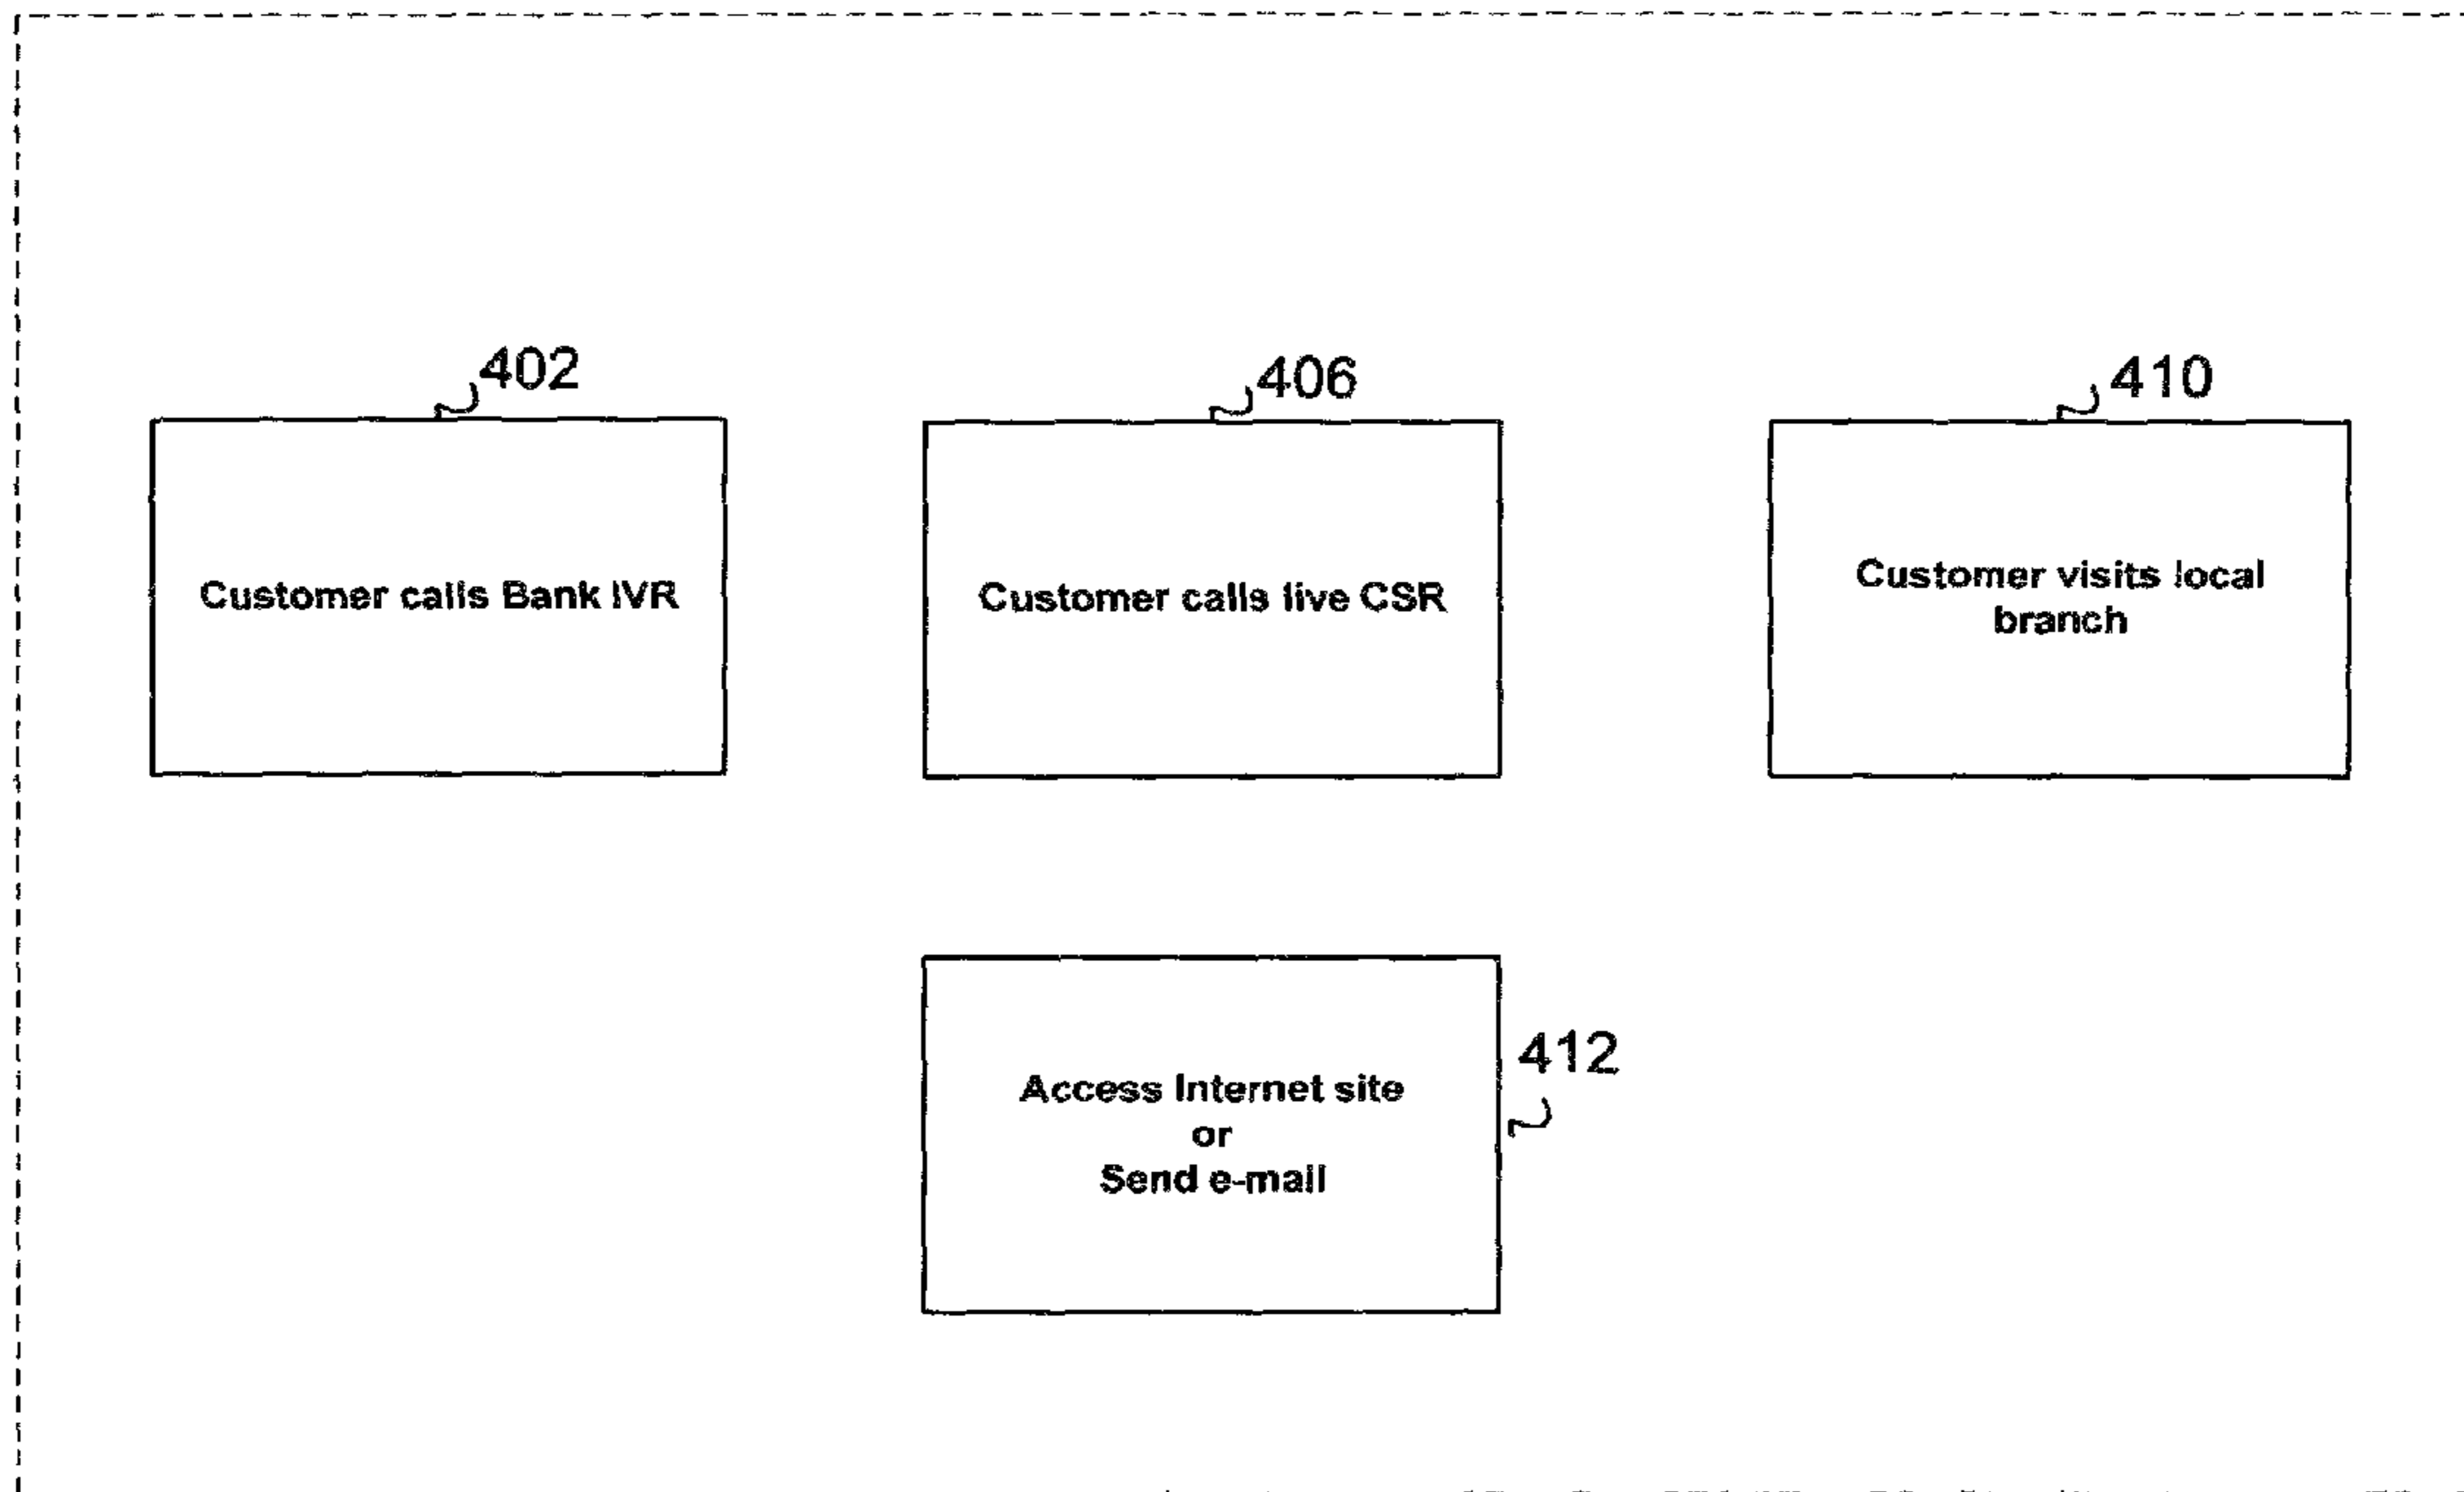 402
406
410
Customer calls Bank IVR
Customer calls live CSR
Customer visits local
branch
412
Access Internet site
or
Send e-mail